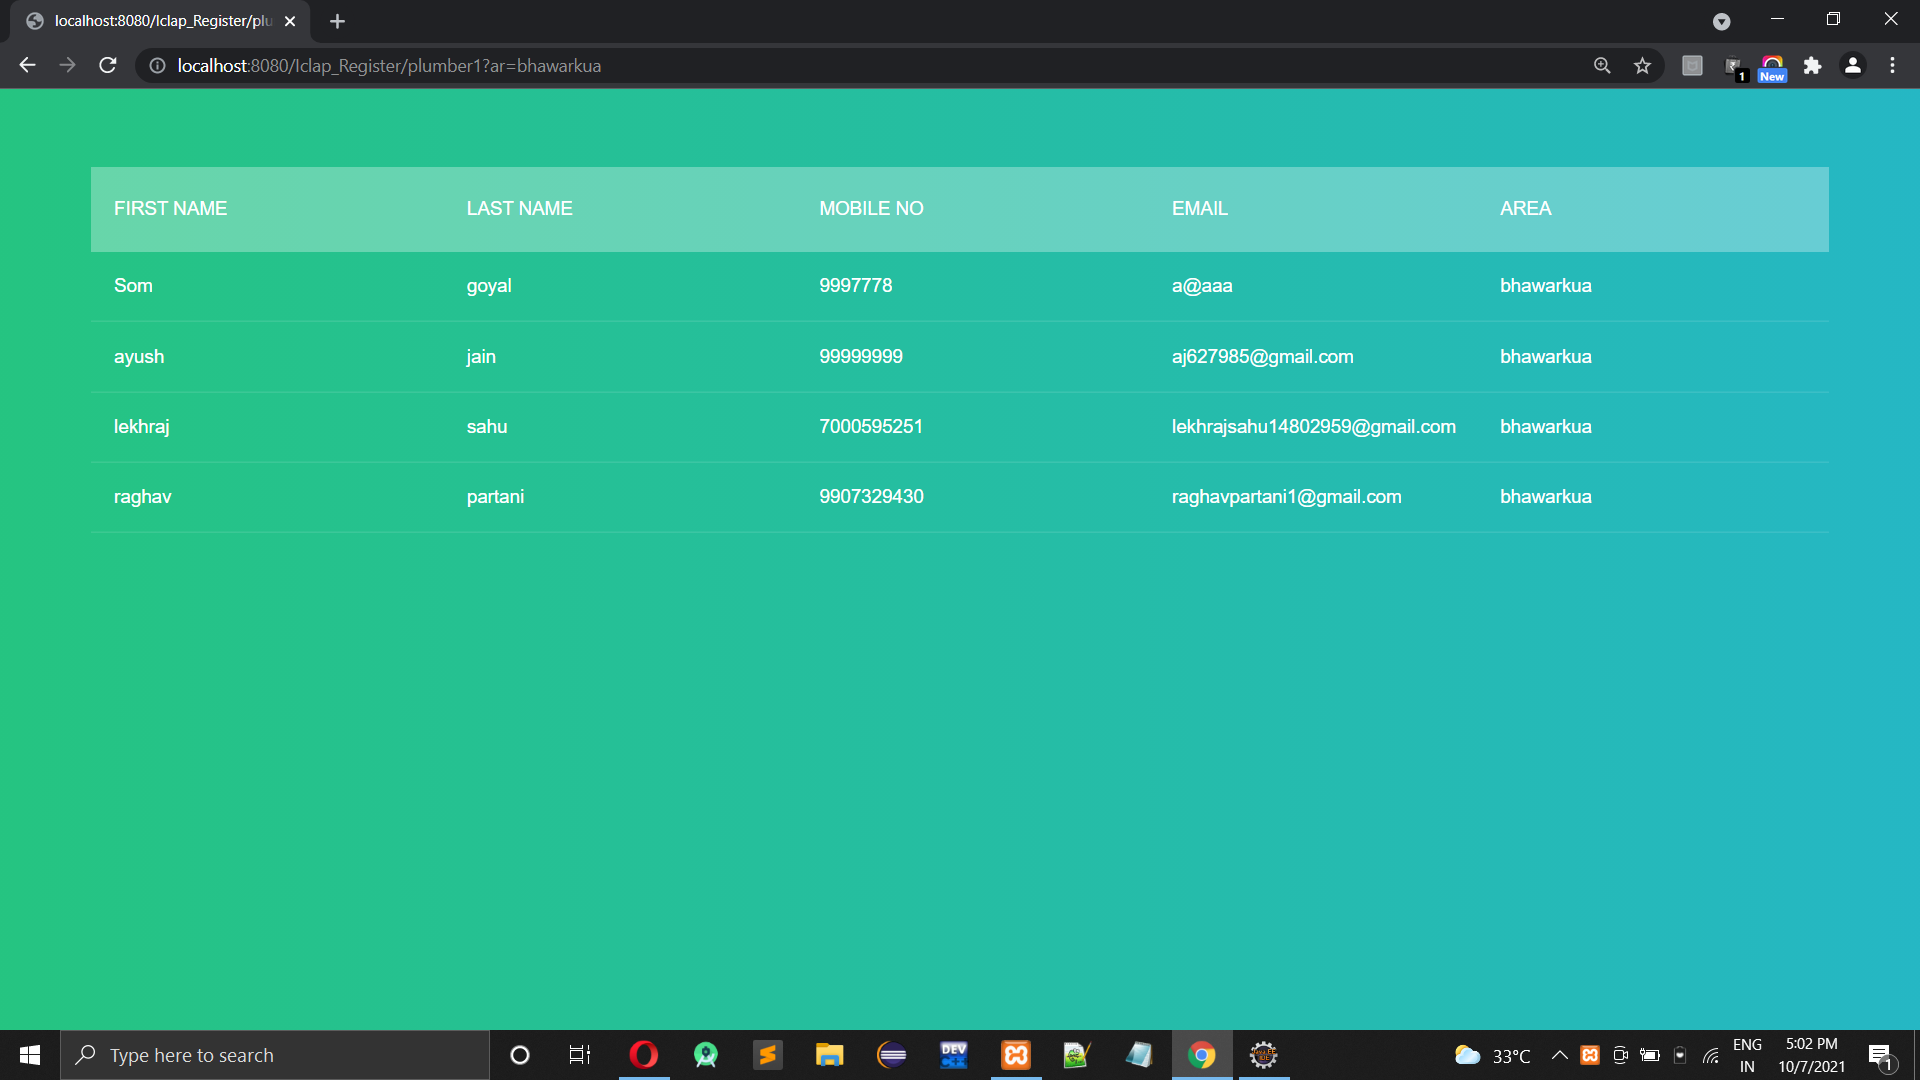 localhost:8080/Iclap_Register/plu
localhost:8080/Iclap_Register/plumber1?ar=bhawarkua
1
New
FIRST NAME LAST NAME MOBILE NO EMAIL AREA
Som goyal 9997778 a@aaa bhawarkua
ayush jain 99999999 aj627985@gmail.com bhawarkua
lekhraj sahu 7000595251 lekhrajsahu14802959@gmail.com bhawarkua
raghav partani 9907329430 raghavpartani1@gmail.com bhawarkua
Type here to search
DEV
C++
33°C
ENG
IN
5:02 PM
10/7/2021
1